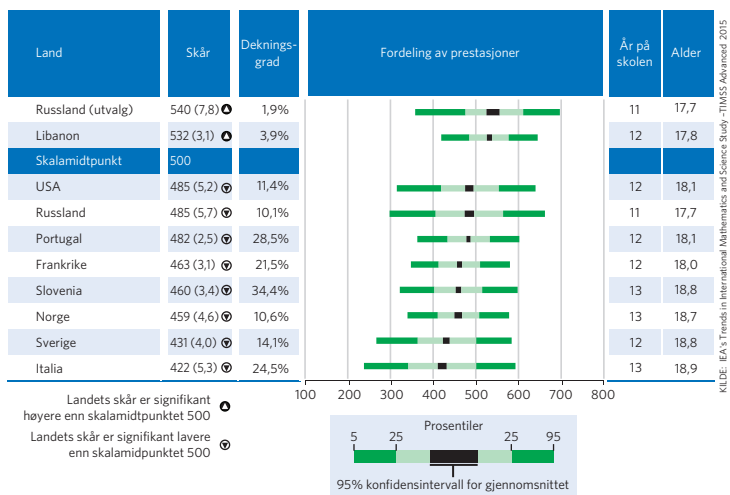 Land Skår Deknings-grad Fordeling av prestasjoner År på skolen Alder
Russland (utvalg) 540 (7,8) 1,9% 11 17,7
Libanon 532 (3,1) 3,9% 12 17,8
Skalamidtpunkt 500
USA 485 (5,2) 11,4% 12 18,1
Russland 485 (5,7) 10,1% 11 17,7
Portugal 482 (2,5) 28,5% 12 18,1
Frankrike 463 (3,1) 21,5% 12 18,0
Slovenia 460 (3,4) 34,4% 13 18,8
Norge 459 (4,6) 10,6% 13 18,7
Sverige 431 (4,0) 14,1% 12 18,8
Italia 422 (5,3) 24,5% 13 18,9
100 200 300 400 500 600 700 800
Landets skår er signifikant
høyere enn skalamidtpunktet 500
Landets skår er signifikant lavere
enn skalamidtpunktet 500
Prosentiler
5 25 25 95
95% konfidensintervall for gjennomsnittet
KILDE: IEA's Trends in International Mathematics and Science Study –TIMSS Advanced 2015